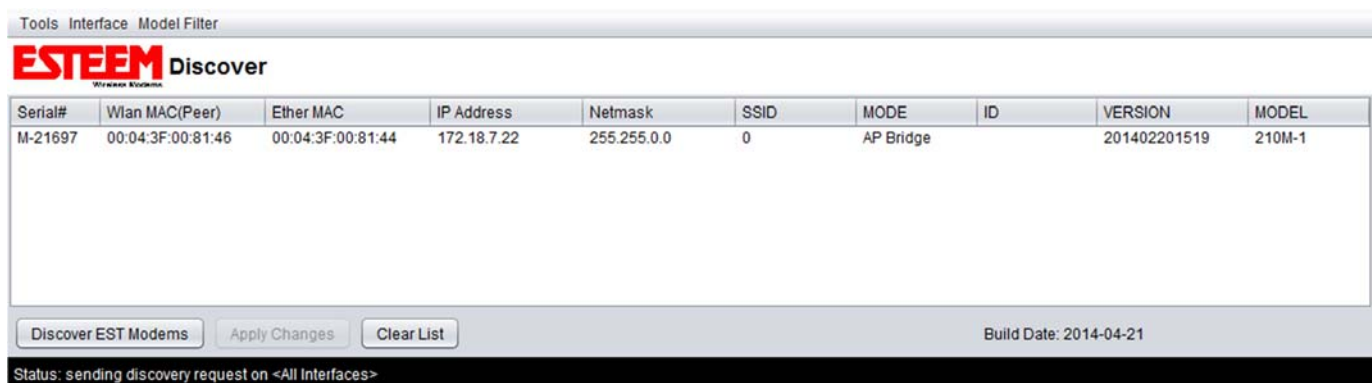 Tools Interface Model Filter
ESTEEM Discover
Wireless Modems
Serial# Wlan MAC(Peer) Ether MAC IP Address Netmask SSID MODE ID VERSION MODEL
M-21697 00:04:3F:00:81:46 00:04:3F:00:81:44 172.18.7.22 255.255.0.0 0 AP Bridge 201402201519 210M-1
Discover EST Modems Apply Changes Clear List Build Date: 2014-04-21
Status: sending discovery request on <All Interfaces>